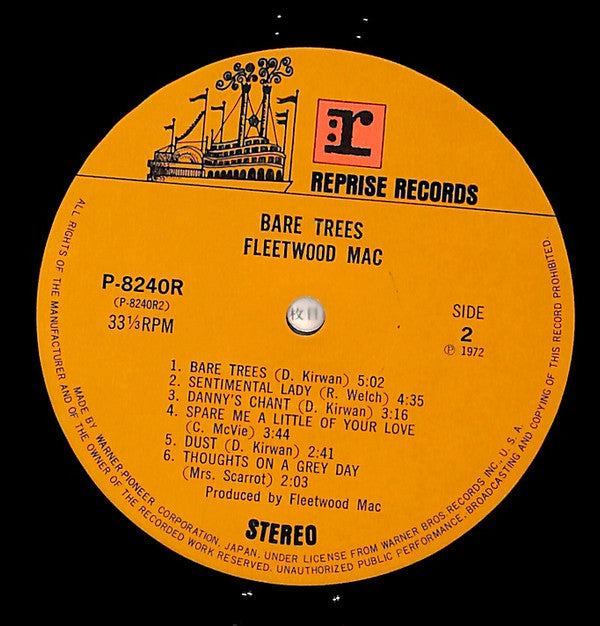 r
REPRISE RECORDS
BARE TREES
FLEETWOOD MAC
P-8240R
(P-8240R2)
33⅓RPM
SIDE
2
Ⓟ 1972
枚目
1. BARE TREES (D. Kirwan) 5:02
2. SENTIMENTAL LADY (R. Welch) 4:35
3. DANNY'S CHANT (D. Kirwan) 3:16
4. SPARE ME A LITTLE OF YOUR LOVE
(C. McVie) 3:44
5. DUST (D. Kirwan) 2:41
6. THOUGHTS ON A GREY DAY
(Mrs. Scarrot) 2:03
Produced by Fleetwood Mac
STEREO
ALL RIGHTS OF THE MANUFACTURER AND OF THE OWNER OF THE RECORDED WORK RESERVED. UNAUTHORIZED PUBLIC PERFORMANCE, BROADCASTING AND COPYING OF THIS RECORD PROHIBITED.
MADE BY WARNER-PIONEER CORPORATION, JAPAN, UNDER LICENSE FROM WARNER BROS. RECORDS INC., U.S.A.